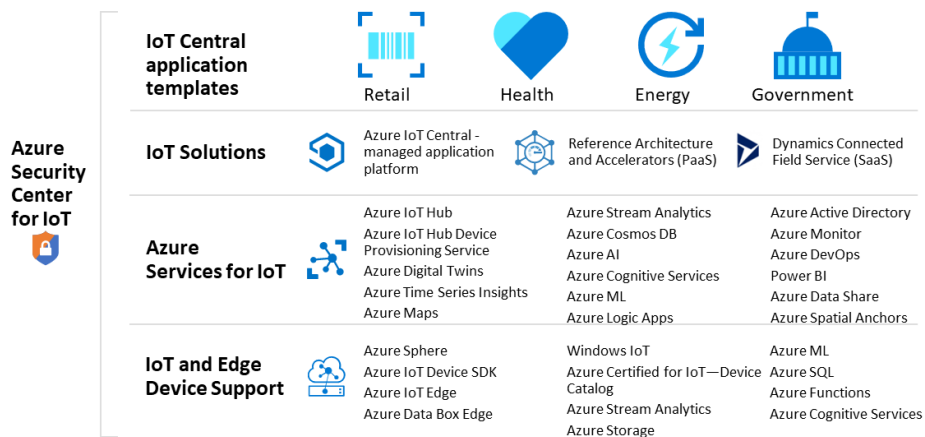 IoT Central
application
templates
Retail
Health
Energy
Government
Azure
Security
Center
for IoT
IoT Solutions
Azure IoT Central -
managed application
platform
Reference Architecture
and Accelerators (PaaS)
Dynamics Connected
Field Service (SaaS)
Azure
Services for IoT
Azure IoT Hub
Azure IoT Hub Device
Provisioning Service
Azure Digital Twins
Azure Time Series Insights
Azure Maps
Azure Stream Analytics
Azure Cosmos DB
Azure AI
Azure Cognitive Services
Azure ML
Azure Logic Apps
Azure Active Directory
Azure Monitor
Azure DevOps
Power BI
Azure Data Share
Azure Spatial Anchors
IoT and Edge
Device Support
Azure Sphere
Azure IoT Device SDK
Azure IoT Edge
Azure Data Box Edge
Windows IoT
Azure Certified for IoT—Device
Catalog
Azure Stream Analytics
Azure Storage
Azure ML
Azure SQL
Azure Functions
Azure Cognitive Services